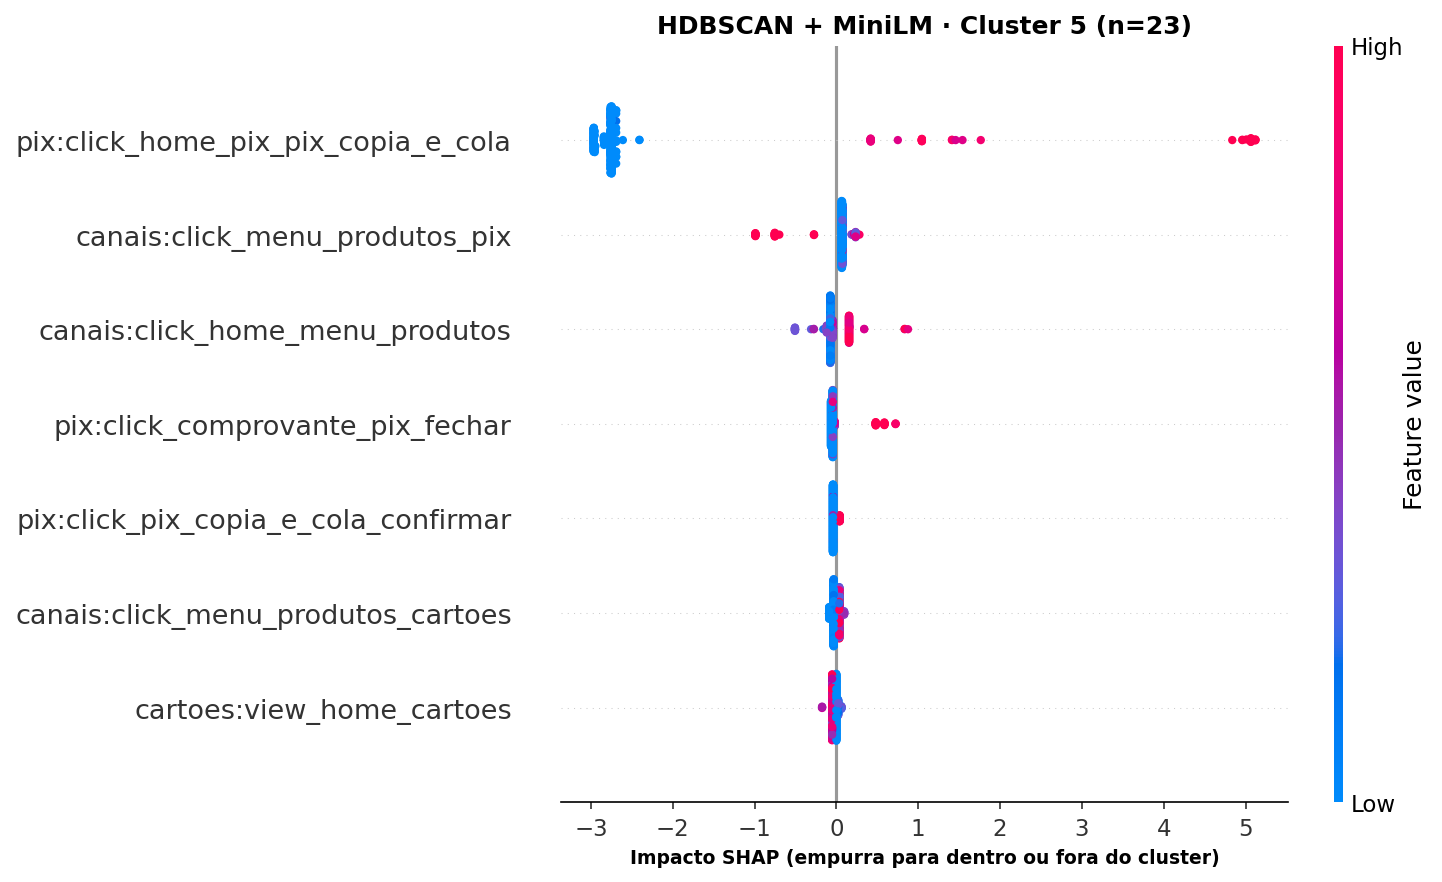 HDBSCAN + MiniLM · Cluster 5 (n=23)
High
pix:click_home_pix_pix_copia_e_cola
canais:click_menu_produtos_pix
canais:click_home_menu_produtos
pix:click_comprovante_pix_fechar
pix:click_pix_copia_e_cola_confirmar
canais:click_menu_produtos_cartoes
cartoes:view_home_cartoes
Feature value
Low
−3 −2 −1 0 1 2 3 4 5
Impacto SHAP (empurra para dentro ou fora do cluster)